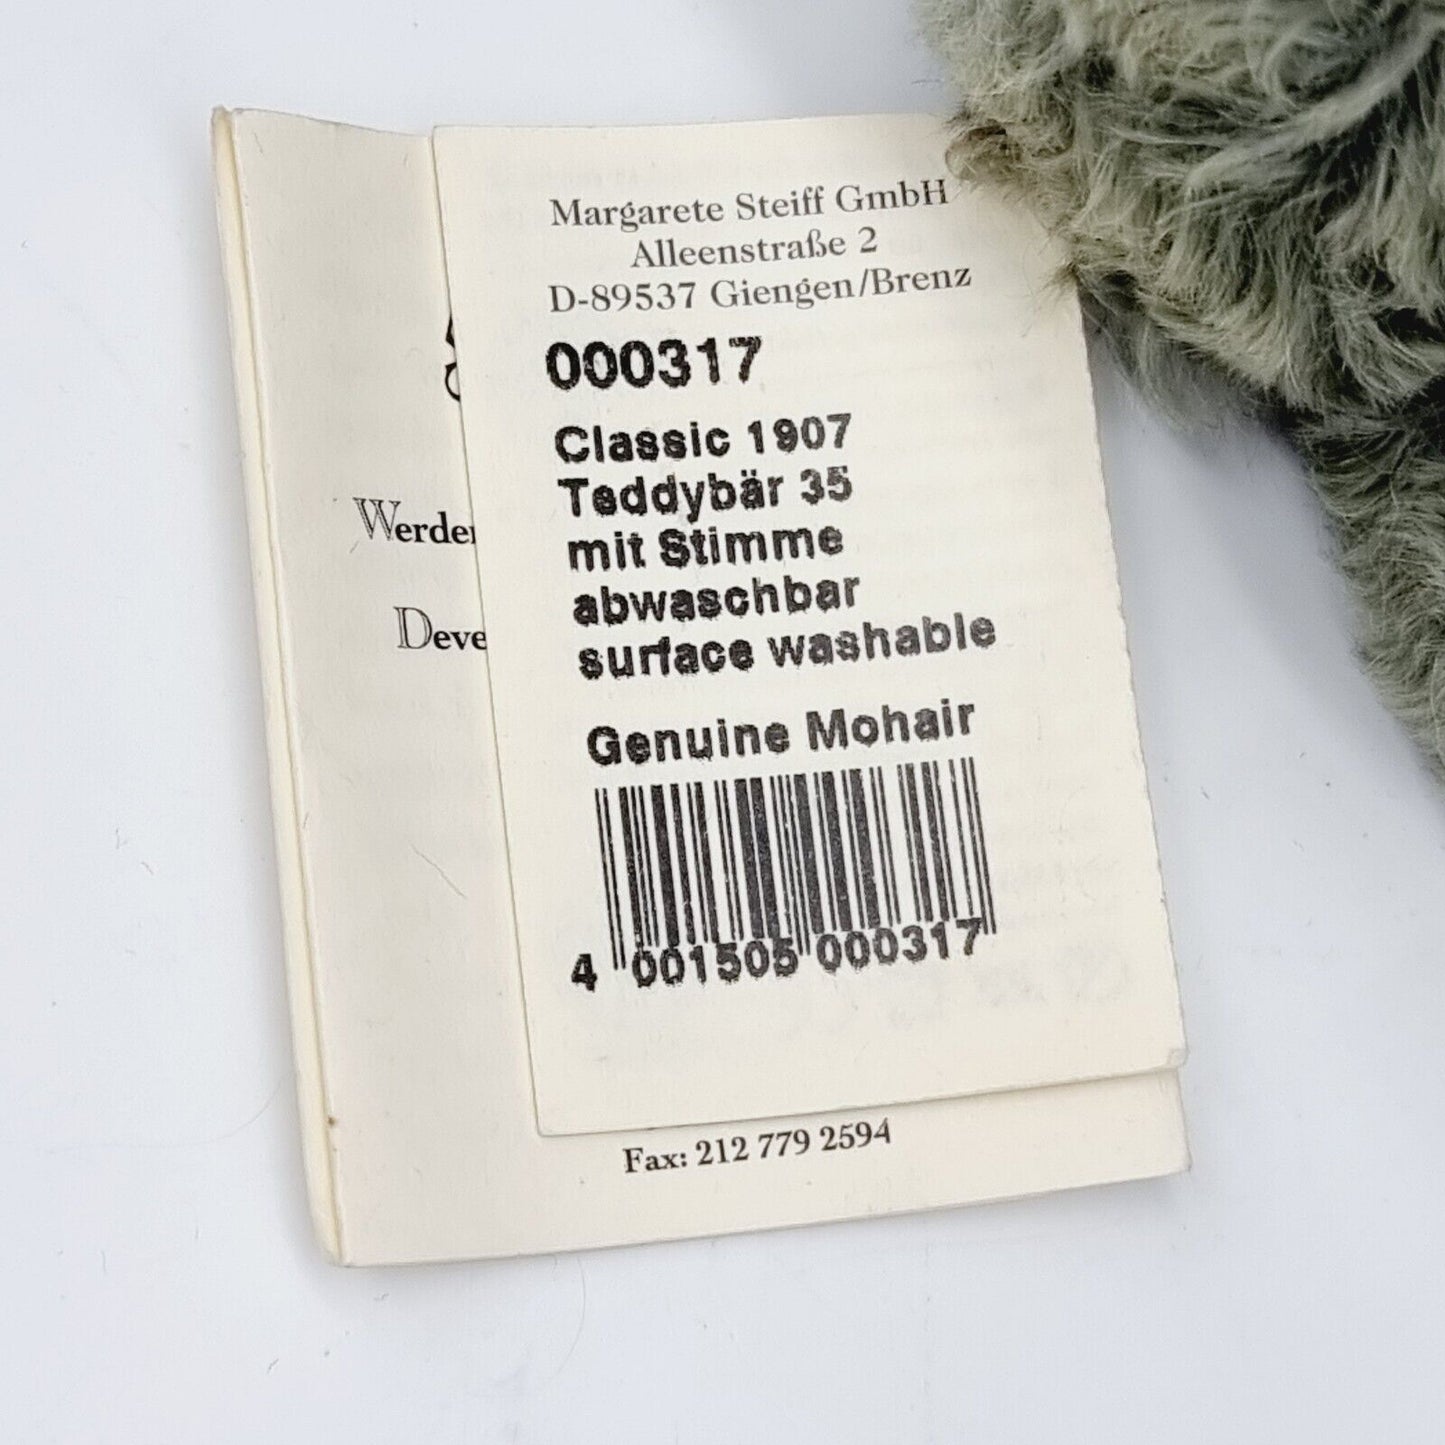 Margarete Steiff GmbH
Alleenstraße 2
D-89537 Giengen/Brenz
000317
Classic 1907
Teddybär 35
mit Stimme
abwaschbar
surface washable
Genuine Mohair
4 001505 000317
Fax: 212 779 2594